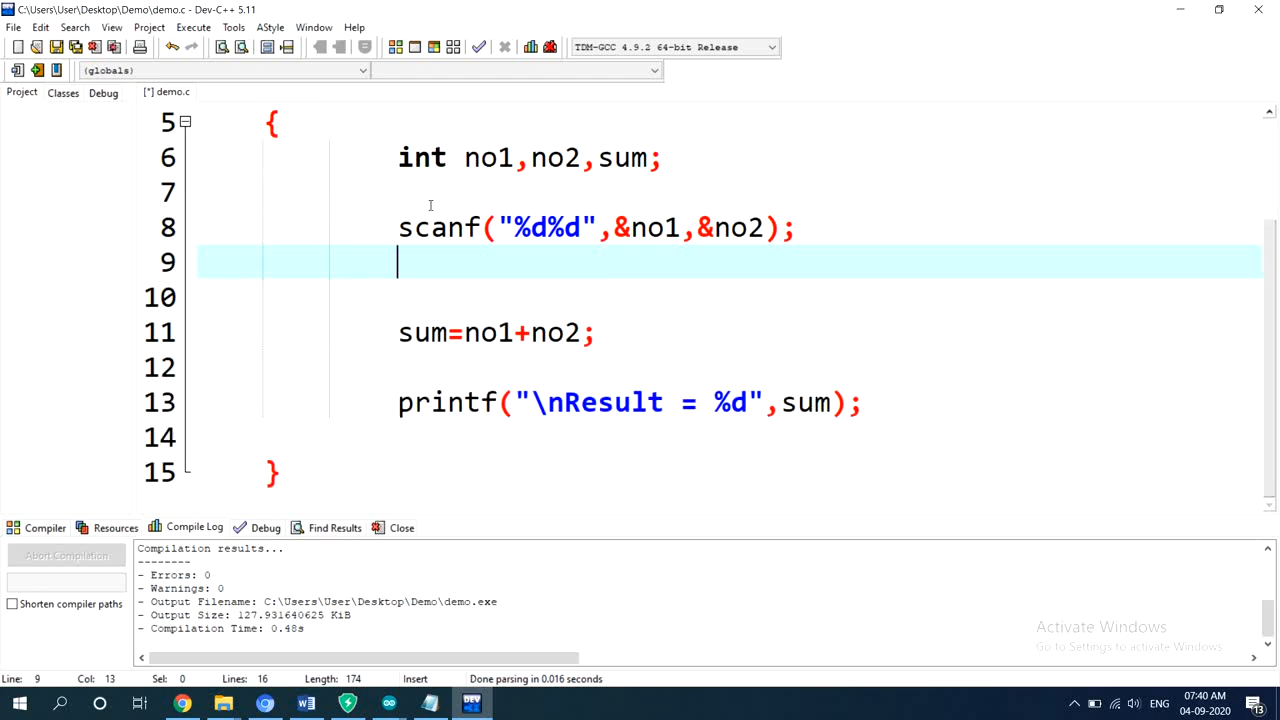 C:\Users\User\Desktop\Demo\demo.c - Dev-C++ 5.11
File Edit Search View Project Execute Tools AStyle Window Help
TDM-GCC 4.9.2 64-bit Release
(globals)
Project Classes Debug
[*] demo.c
5 {
6 int no1,no2,sum;
7
8 scanf("%d%d",&no1,&no2);
9
10
11 sum=no1+no2;
12
13 printf("\nResult = %d",sum);
14
15 }
Compiler Resources Compile Log Debug Find Results Close
Abort Compilation
Shorten compiler paths
Compilation results...
--------
- Errors: 0
- Warnings: 0
- Output Filename: C:\Users\User\Desktop\Demo\demo.exe
- Output Size: 127.931640625 KiB
- Compilation Time: 0.48s
Activate Windows
Go to Settings to activate Windows.
Line: 9 Col: 13 Sel: 0 Lines: 16 Length: 174 Insert Done parsing in 0.016 seconds
DEV
ENG
07:40 AM
04-09-2020
13